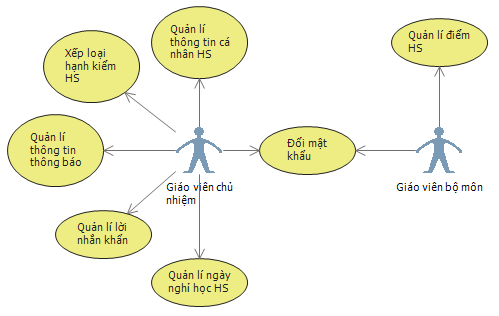 Quản lí
thông tin cá
nhân HS
Quản lí điểm
HS
Xếp loại
hạnh kiểm
HS
Quản lí
thông tin
thông báo
Đổi mật
khẩu
Giáo viên chủ
nhiệm
Giáo viên bộ môn
Quản lí lời
nhắn khẩn
Quản lí ngày
nghỉ học HS